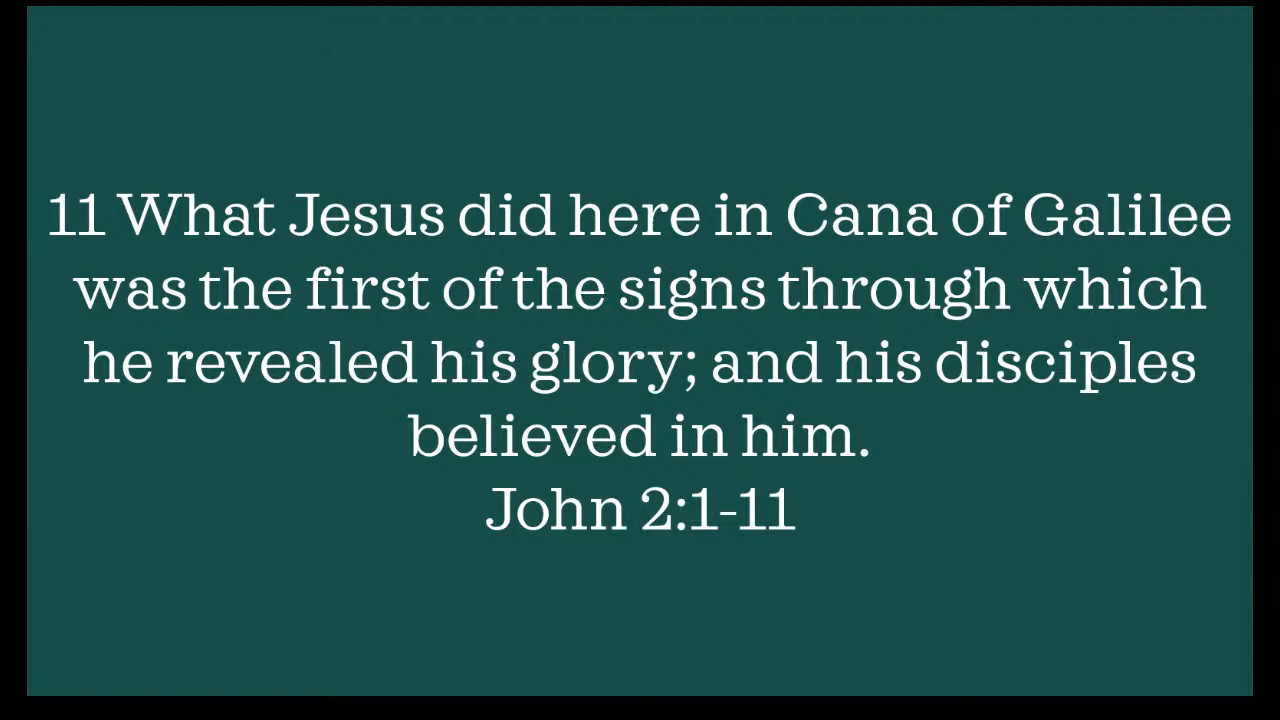 11 What Jesus did here in Cana of Galilee
was the first of the signs through which
he revealed his glory; and his disciples
believed in him.
John 2:1-11